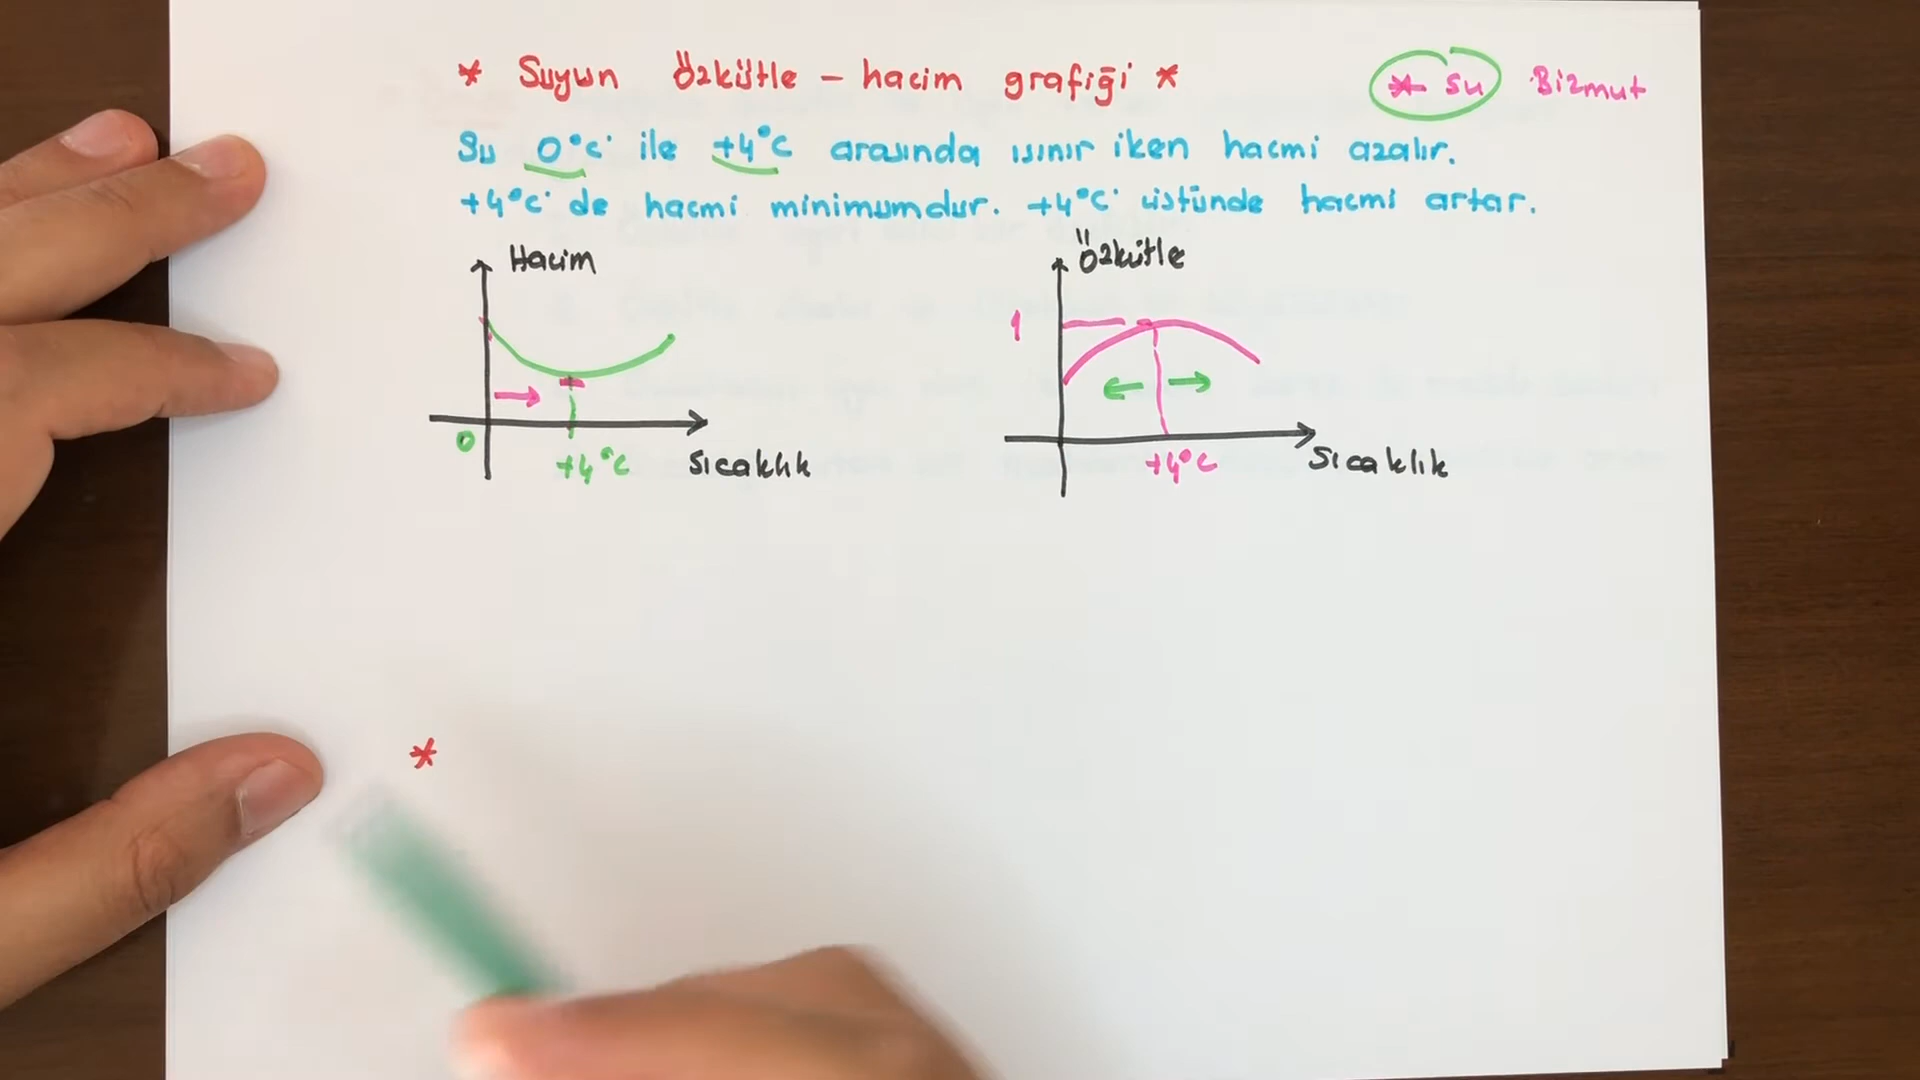 * Suyun Özkütle - hacim grafiği *
* Su Bizmut
Su 0°C ile +4°C arasında ısınır iken hacmi azalır.
+4°C de hacmi minimumdur. +4°C üstünde hacmi artar.
Hacim
0
+4°C
Sıcaklık
Özkütle
1
+4°C
Sıcaklık
*